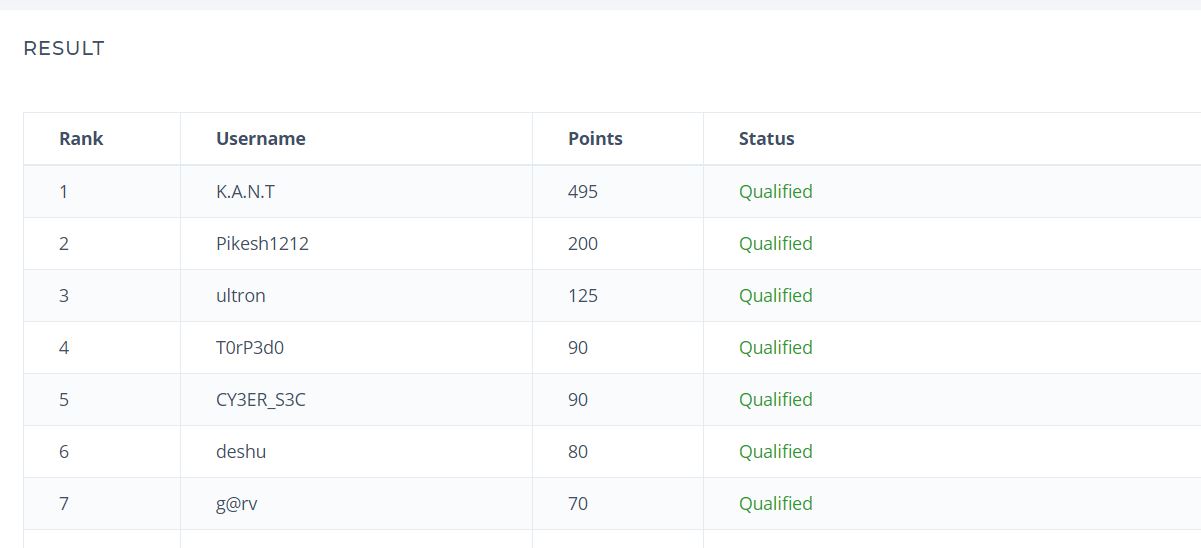 RESULT
Rank Username Points Status
1 K.A.N.T 495 Qualified
2 Pikesh1212 200 Qualified
3 ultron 125 Qualified
4 T0rP3d0 90 Qualified
5 CY3ER_S3C 90 Qualified
6 deshu 80 Qualified
7 g@rv 70 Qualified